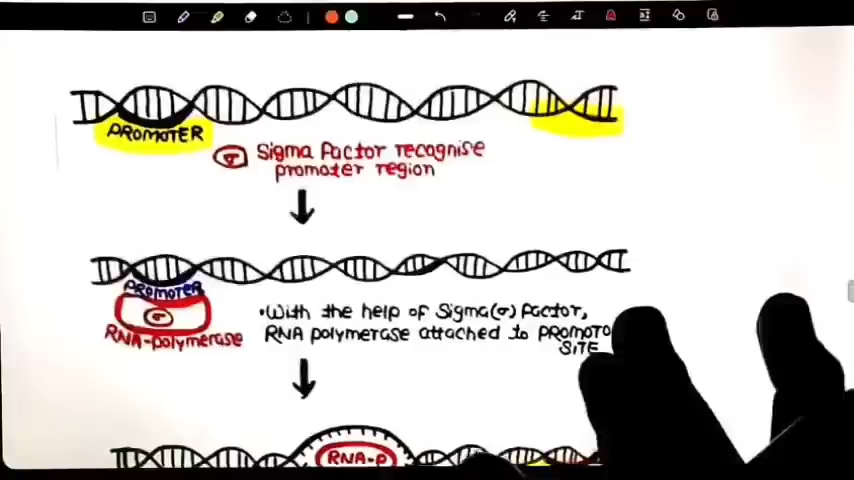 PROMOTER
σ Sigma Factor recognise
promoter region
PROMOTER
σ
RNA-polymerase
•With the help of Sigma(σ) Factor,
RNA polymerase attached to PROMOTO
SITE
RNA-P